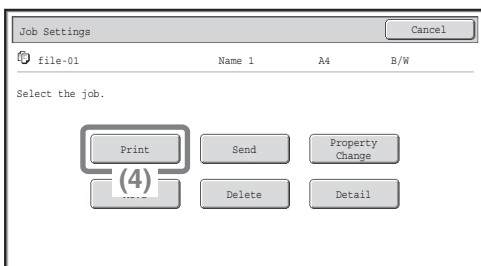 Job Settings Cancel
file-01 Name 1 A4 B/W
Select the job.
Print Send Property
Change
(4)
Delete Detail